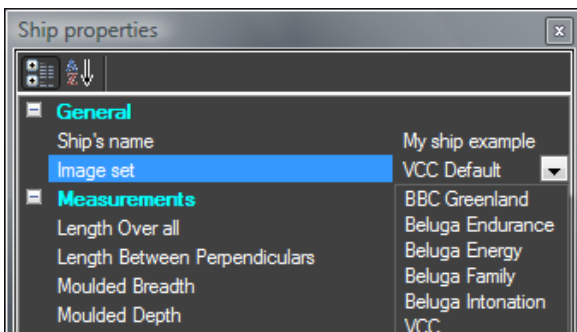 Ship properties
General
Ship's name My ship example
Image set VCC Default
Measurements BBC Greenland
Length Over all Beluga Endurance
Length Between Perpendiculars Beluga Energy
Moulded Breadth Beluga Family
Moulded Depth Beluga Intonation
VCC